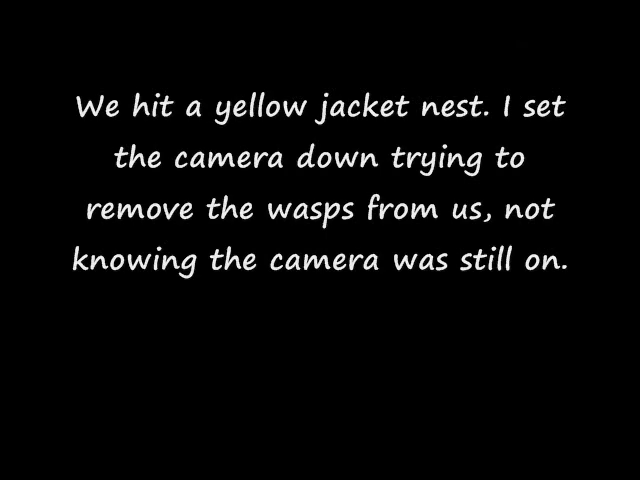 We hit a yellow jacket nest. I set
the camera down trying to
remove the wasps from us, not
knowing the camera was still on.